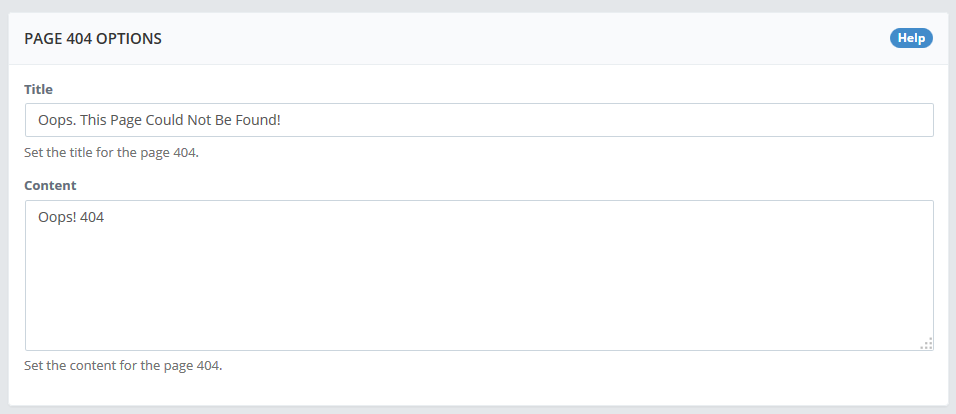 PAGE 404 OPTIONS
Help
Title
Oops. This Page Could Not Be Found!
Set the title for the page 404.
Content
Oops! 404
Set the content for the page 404.